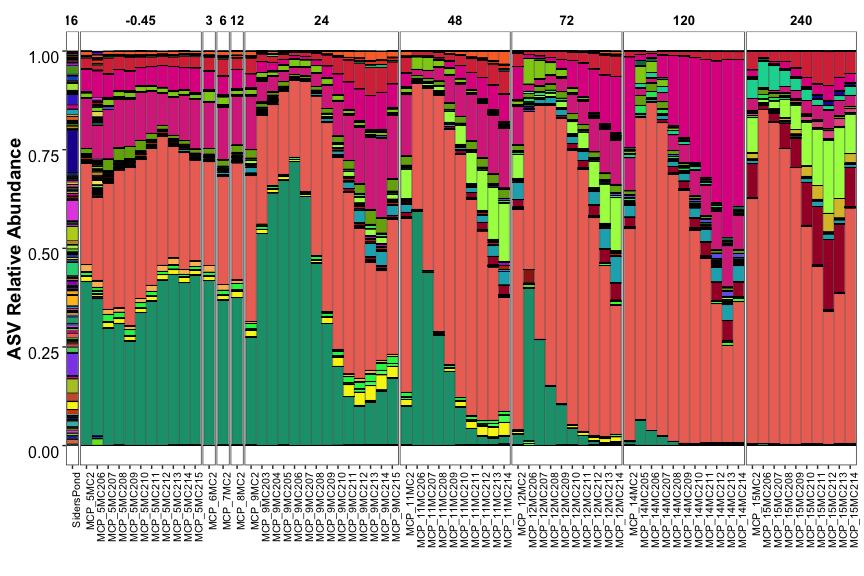 16 -0.45 3 6 12 24 48 72 120 240
ASV Relative Abundance
1.00
0.75
0.50
0.25
0.00
SidersPond
MCP_5MC2
MCP_5MC206
MCP_5MC207
MCP_5MC208
MCP_5MC209
MCP_5MC210
MCP_5MC211
MCP_5MC212
MCP_5MC213
MCP_5MC214
MCP_5MC215
MCP_6MC2
MCP_7MC2
MCP_8MC2
MCP_9MC2
MCP_9MC203
MCP_9MC204
MCP_9MC205
MCP_9MC206
MCP_9MC207
MCP_9MC208
MCP_9MC209
MCP_9MC210
MCP_9MC211
MCP_9MC212
MCP_9MC213
MCP_9MC214
MCP_9MC215
MCP_11MC2
MCP_11MC206
MCP_11MC207
MCP_11MC208
MCP_11MC209
MCP_11MC210
MCP_11MC211
MCP_11MC212
MCP_11MC213
MCP_11MC214
MCP_12MC2
MCP_12MC206
MCP_12MC207
MCP_12MC208
MCP_12MC209
MCP_12MC210
MCP_12MC211
MCP_12MC212
MCP_12MC213
MCP_12MC214
MCP_14MC2
MCP_14MC205
MCP_14MC206
MCP_14MC207
MCP_14MC208
MCP_14MC209
MCP_14MC210
MCP_14MC211
MCP_14MC212
MCP_14MC213
MCP_14MC214
MCP_15MC2
MCP_15MC206
MCP_15MC207
MCP_15MC208
MCP_15MC209
MCP_15MC210
MCP_15MC211
MCP_15MC212
MCP_15MC213
MCP_15MC214